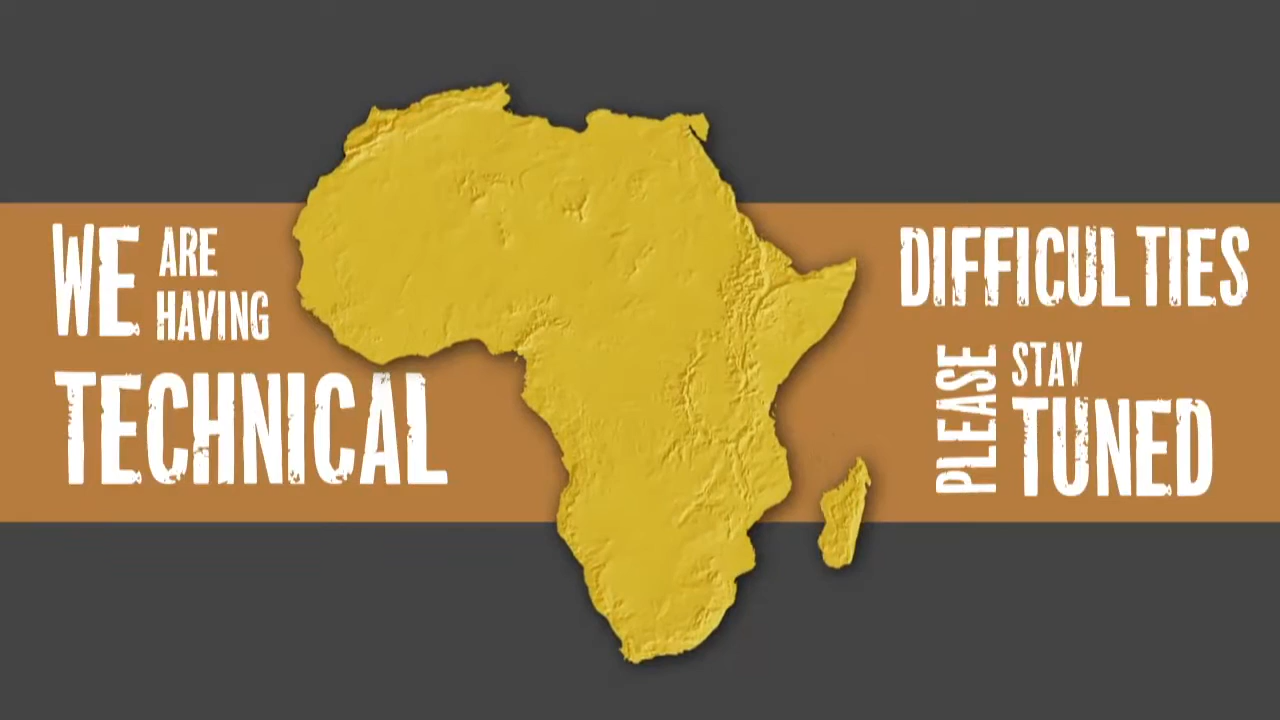 WE ARE
HAVING
TECHNICAL
DIFFICULTIES
PLEASE STAY
TUNED